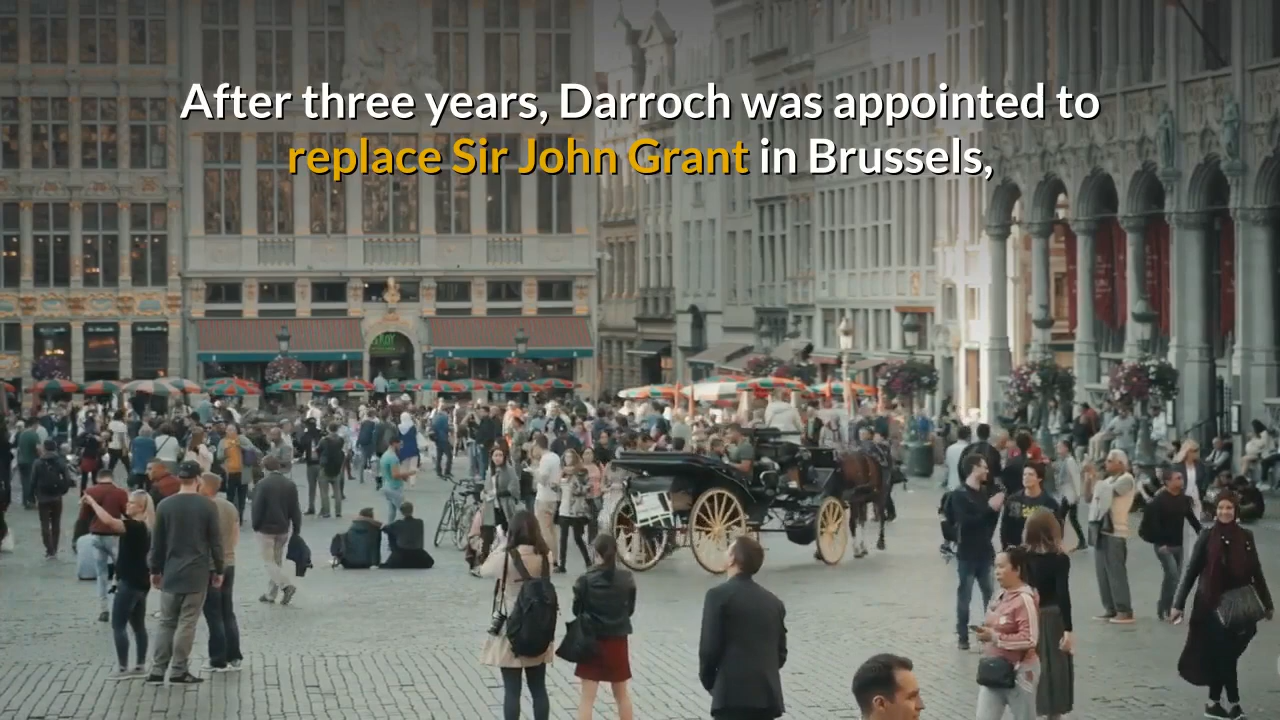 After three years, Darroch was appointed to
replace Sir John Grant in Brussels,